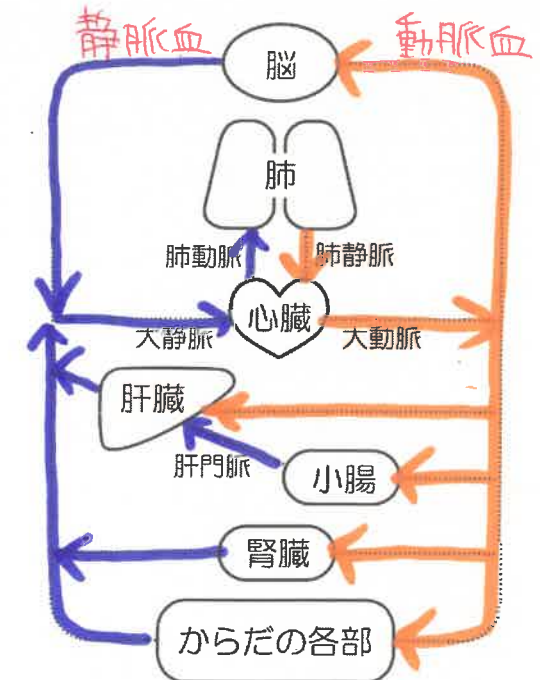 静脈血
動脈血
脳
肺
肺動脈
肺静脈
心臓
大静脈
大動脈
肝臓
肝門脈
小腸
腎臓
からだの各部